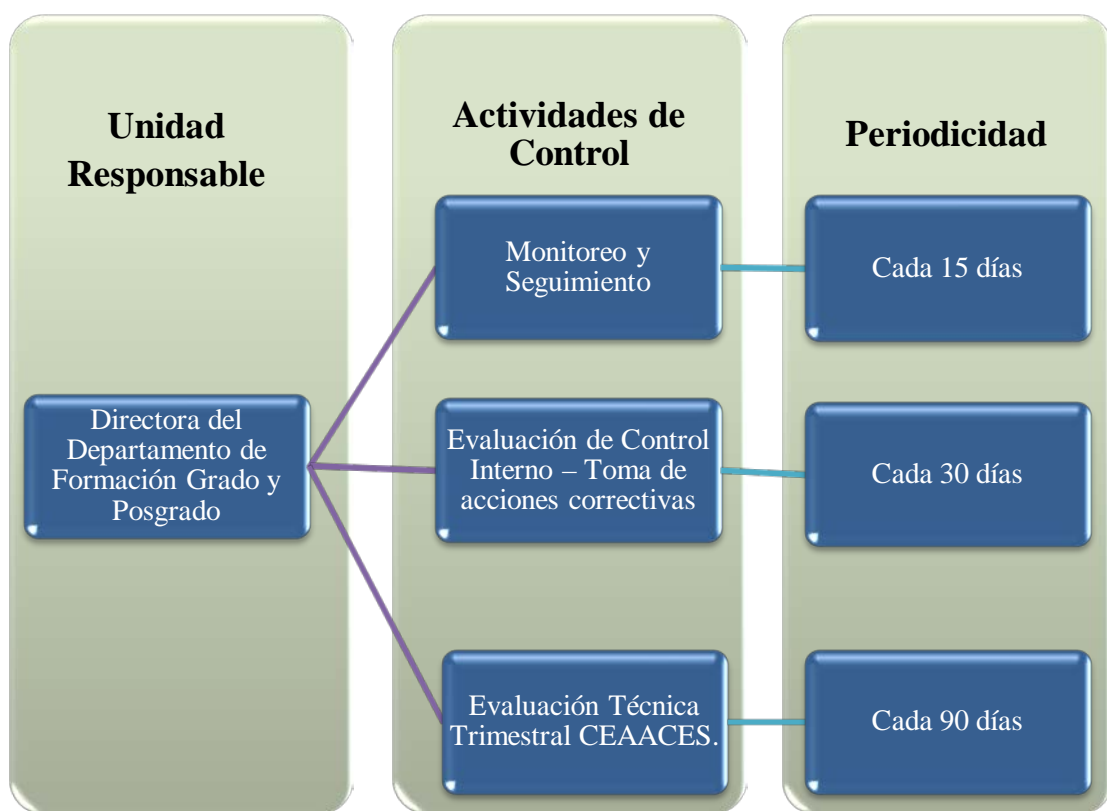 Unidad
Responsable
Directora del
Departamento de
Formación Grado y
Posgrado
Actividades de
Control
Monitoreo y
Seguimiento
Evaluación de Control
Interno – Toma de
acciones correctivas
Evaluación Técnica
Trimestral CEAACES.
Periodicidad
Cada 15 días
Cada 30 días
Cada 90 días